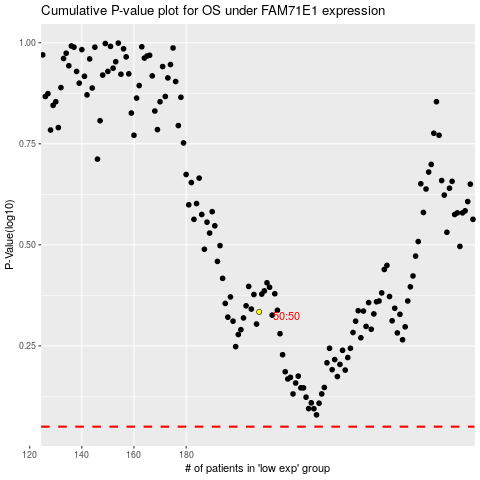 Cumulative P-value plot for OS under FAM71E1 expression
P-Value(log10)
1.00
0.75
0.50
0.25
50:50
120 140 160 180
# of patients in 'low exp' group